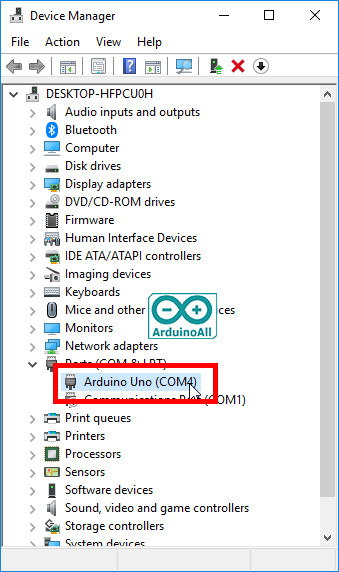 Device Manager
File Action View Help
DESKTOP-HFPCU0H
Audio inputs and outputs
Bluetooth
Computer
Disk drives
Display adapters
DVD/CD-ROM drives
Firmware
Human Interface Devices
IDE ATA/ATAPI controllers
Imaging devices
Keyboards
Mice and other devices
ArduinoAll
Monitors
Network adapters
Ports (COM & LPT)
Arduino Uno (COM4)
Communications Port (COM1)
Print queues
Printers
Processors
Sensors
Software devices
Sound, video and game controllers
Storage controllers
System devices